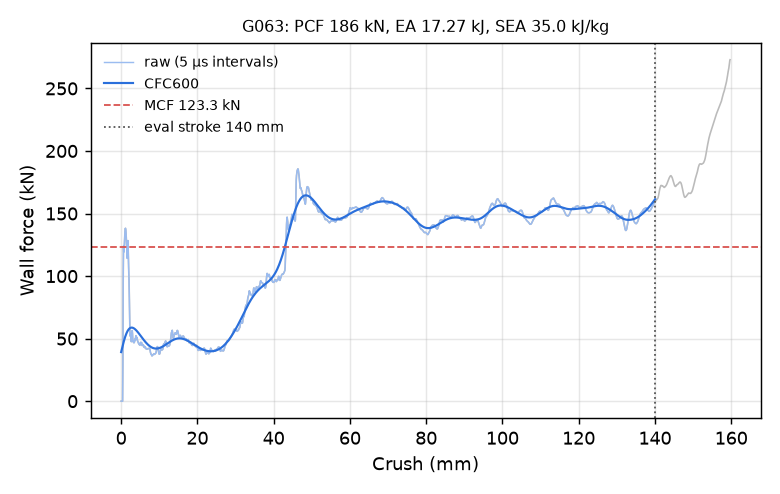 G063: PCF 186 kN, EA 17.27 kJ, SEA 35.0 kJ/kg
raw (5 µs intervals)
CFC600
MCF 123.3 kN
eval stroke 140 mm
Wall force (kN)
250
200
150
100
50
0
0 20 40 60 80 100 120 140 160
Crush (mm)